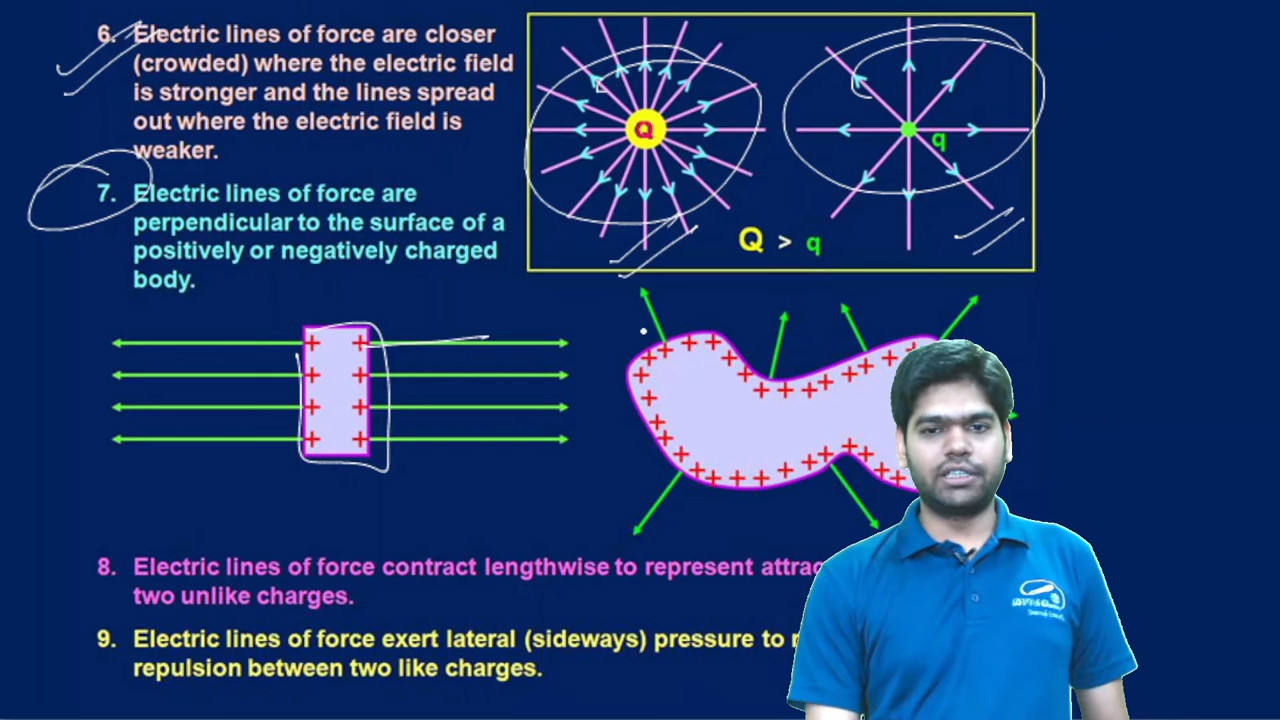 6. Electric lines of force are closer
(crowded) where the electric field
is stronger and the lines spread
out where the electric field is
weaker.
7. Electric lines of force are
perpendicular to the surface of a
positively or negatively charged
body.
Q
q
Q > q
8. Electric lines of force contract lengthwise to represent
two unlike charges.
9. Electric lines of force exert lateral (sideways) pressure to
repulsion between two like charges.